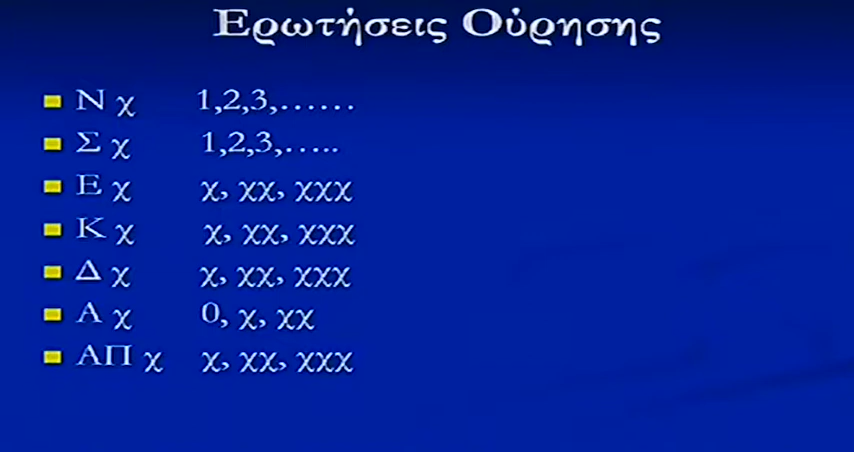 Ερωτήσεις Ούρησης
Ν χ 1,2,3,……
Σ χ 1,2,3,…..
Ε χ χ, χχ, χχχ
Κ χ χ, χχ, χχχ
Δ χ χ, χχ, χχχ
Α χ 0, χ, χχ
ΑΠ χ χ, χχ, χχχ